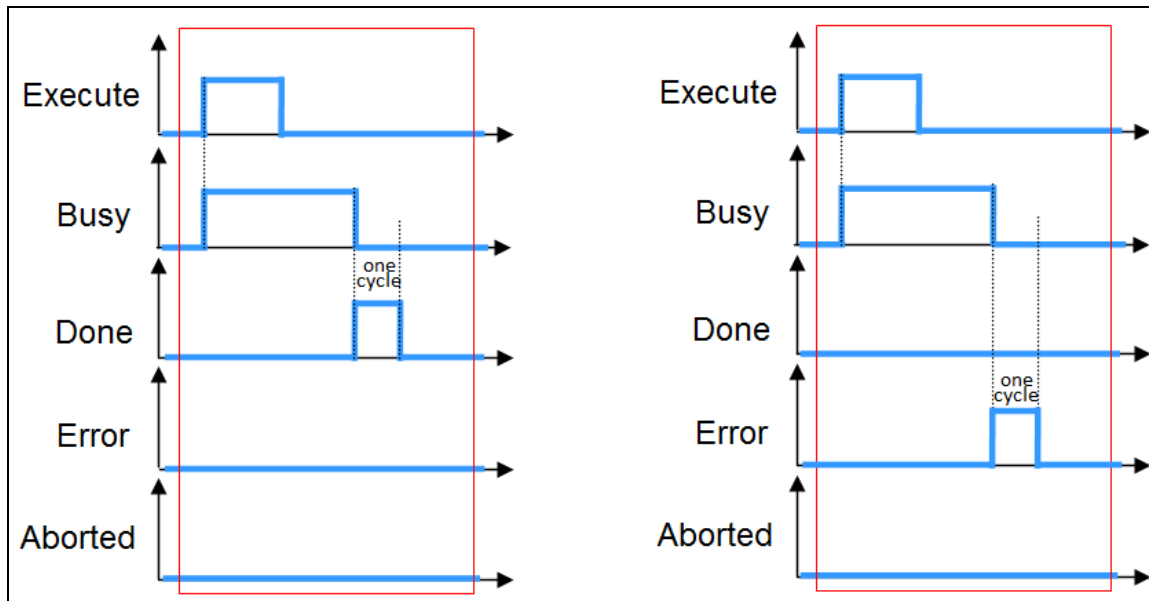 Execute
Busy
one
cycle
Done
Error
Aborted
Execute
Busy
Done
one
cycle
Error
Aborted